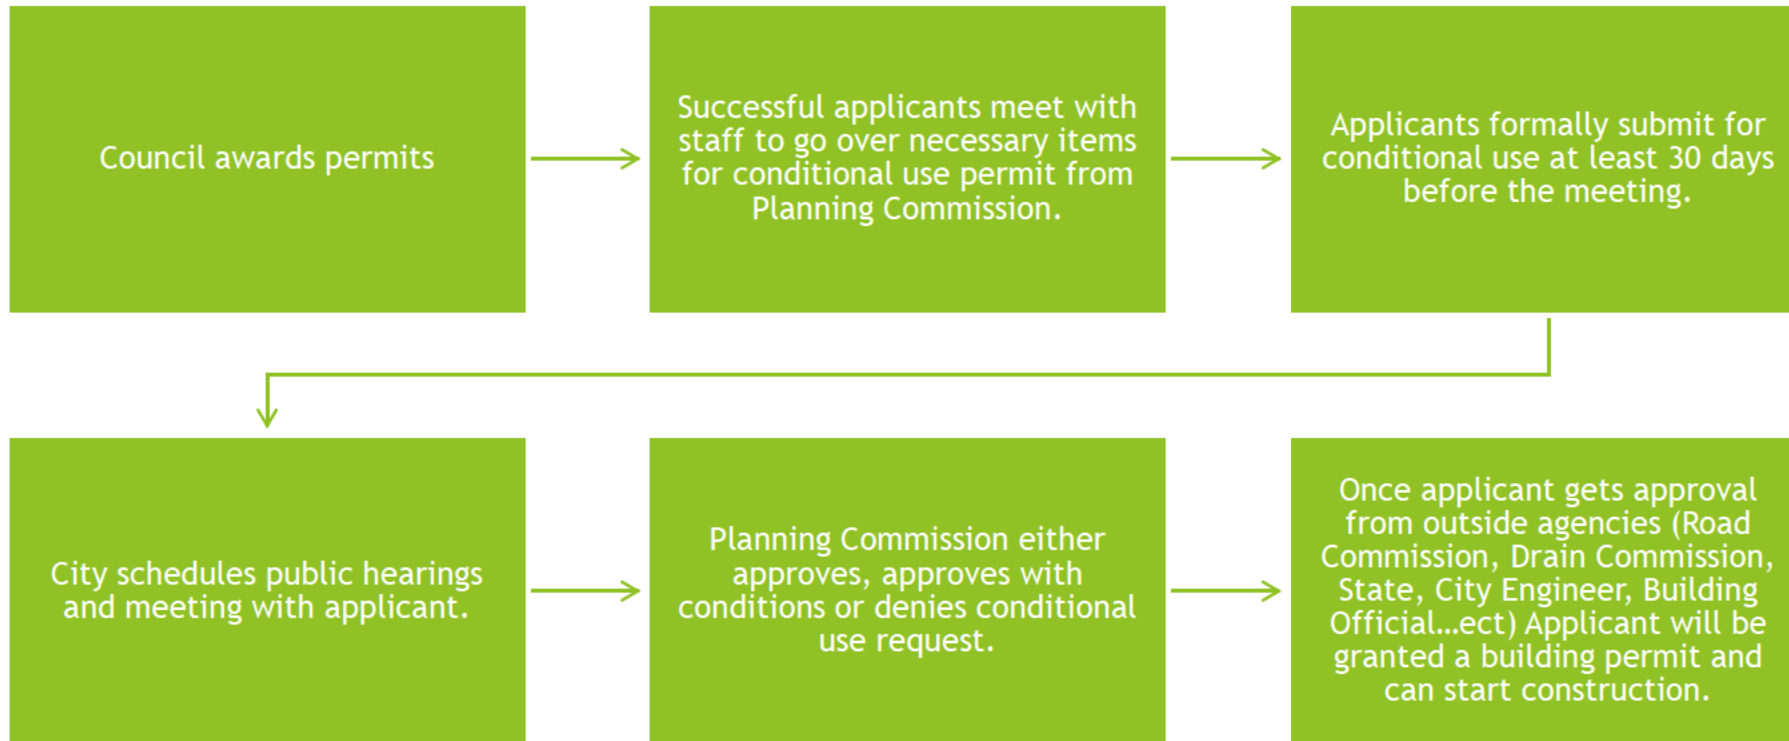 Council awards permits
Successful applicants meet with
staff to go over necessary items
for conditional use permit from
Planning Commission.
Applicants formally submit for
conditional use at least 30 days
before the meeting.
City schedules public hearings
and meeting with applicant.
Planning Commission either
approves, approves with
conditions or denies conditional
use request.
Once applicant gets approval
from outside agencies (Road
Commission, Drain Commission,
State, City Engineer, Building
Official…ect) Applicant will be
granted a building permit and
can start construction.